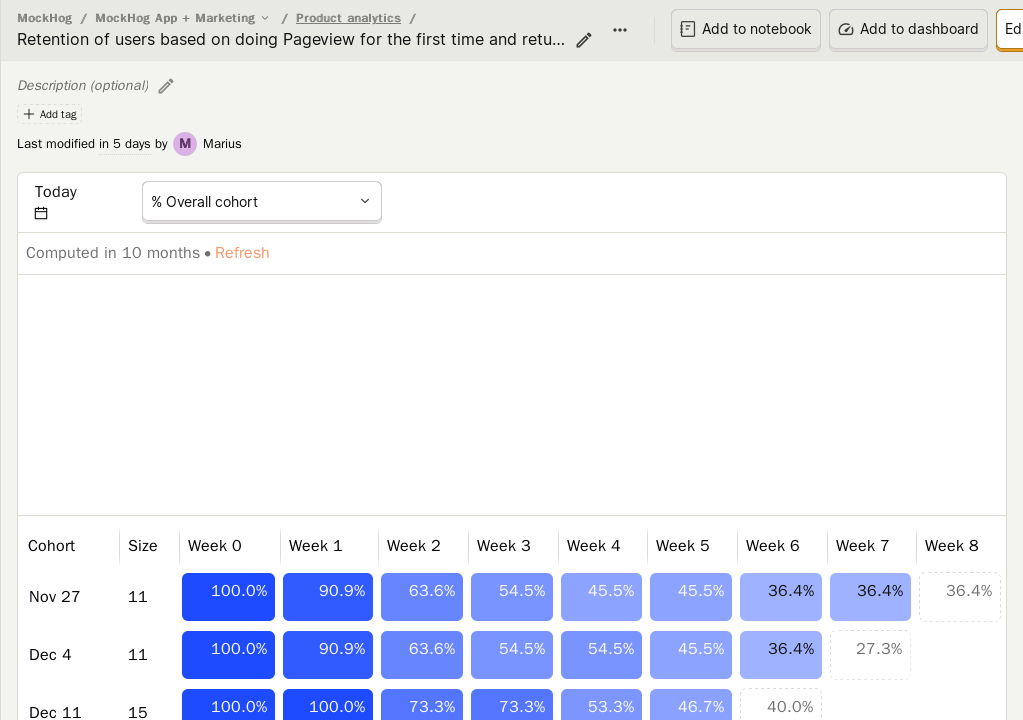 MockHog / MockHog App + Marketing / Product analytics /
Retention of users based on doing Pageview for the first time and retu...
Add to notebook
Add to dashboard
Ed
Description (optional)
Add tag
Last modified in 5 days by M Marius
Today
% Overall cohort
Computed in 10 months • Refresh
Cohort Size Week 0 Week 1 Week 2 Week 3 Week 4 Week 5 Week 6 Week 7 Week 8
Nov 27 11 100.0% 90.9% 63.6% 54.5% 45.5% 45.5% 36.4% 36.4% 36.4%
Dec 4 11 100.0% 90.9% 63.6% 54.5% 54.5% 45.5% 36.4% 27.3%
Dec 11 15 100.0% 100.0% 73.3% 73.3% 53.3% 46.7% 40.0%